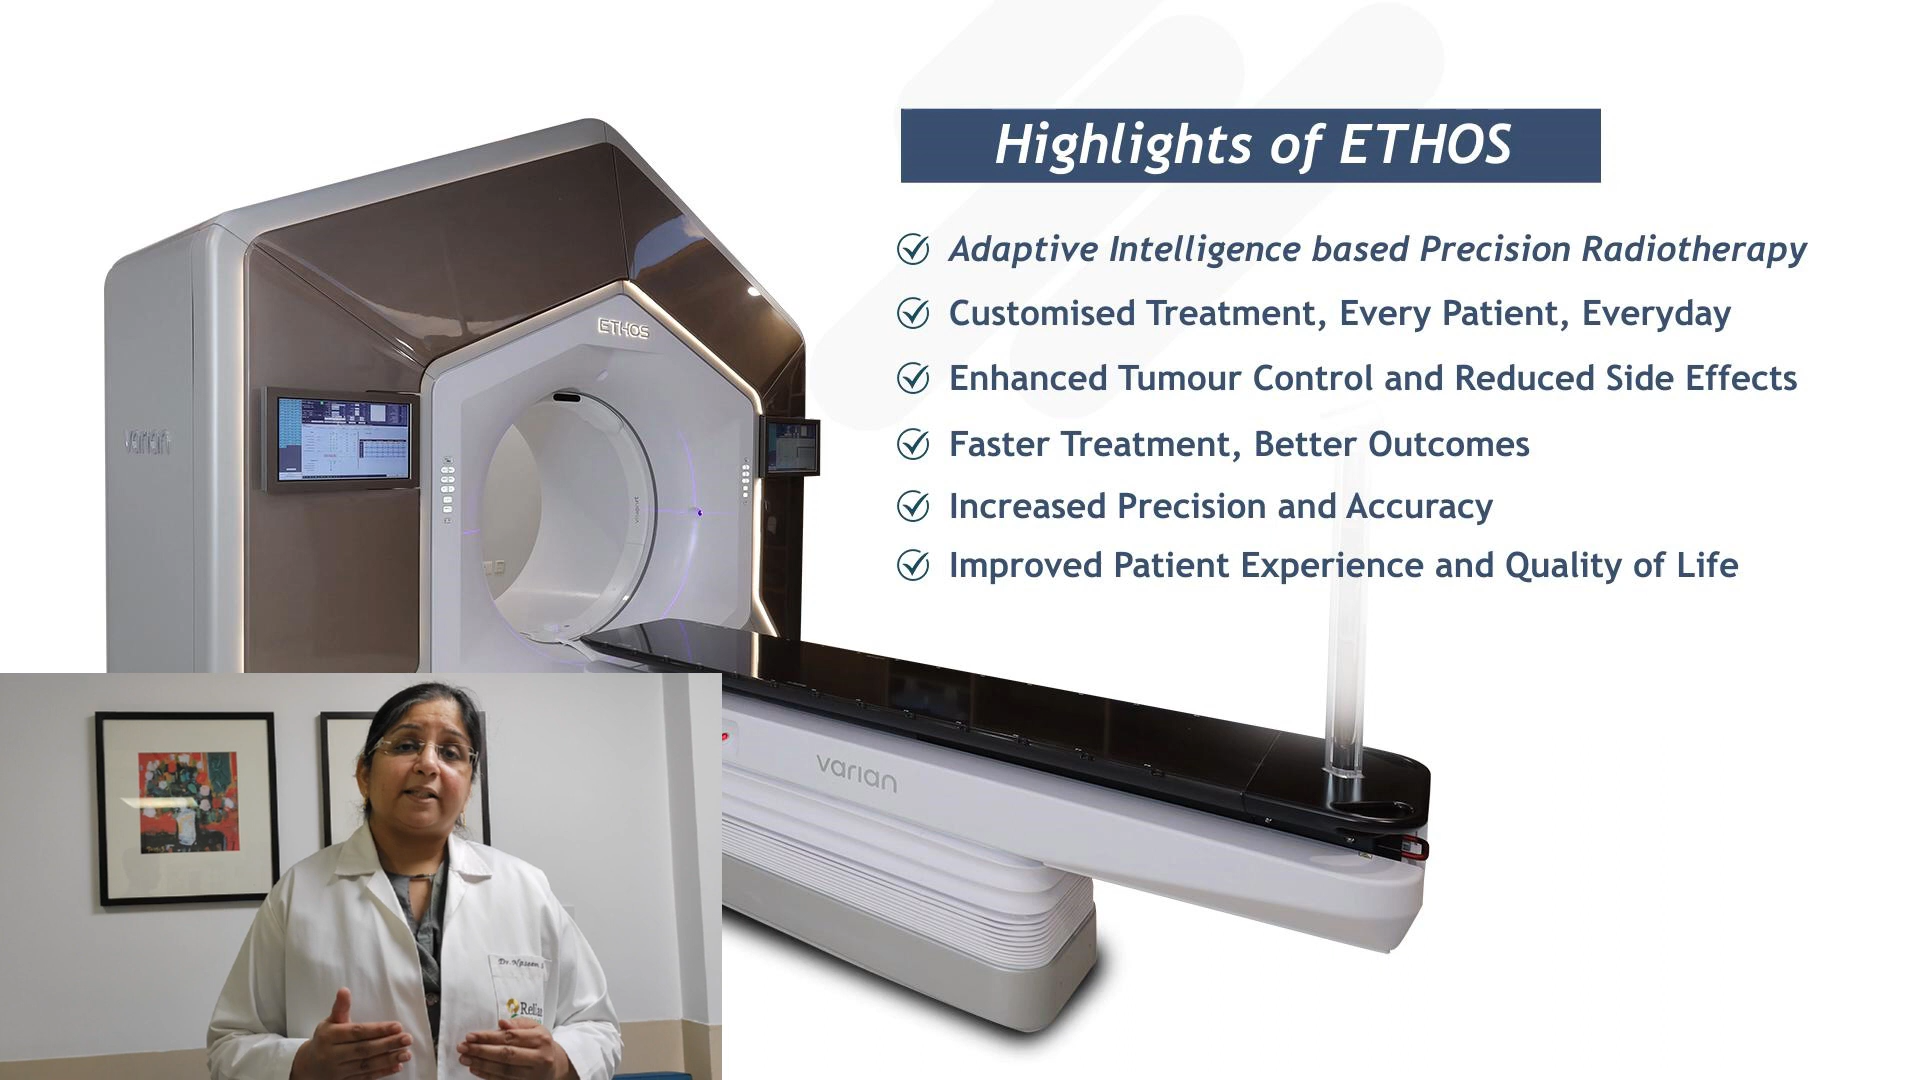 Highlights of ETHOS
Adaptive Intelligence based Precision Radiotherapy
Customised Treatment, Every Patient, Everyday
Enhanced Tumour Control and Reduced Side Effects
Faster Treatment, Better Outcomes
Increased Precision and Accuracy
Improved Patient Experience and Quality of Life
ETHOS
varian
varian
Dr.